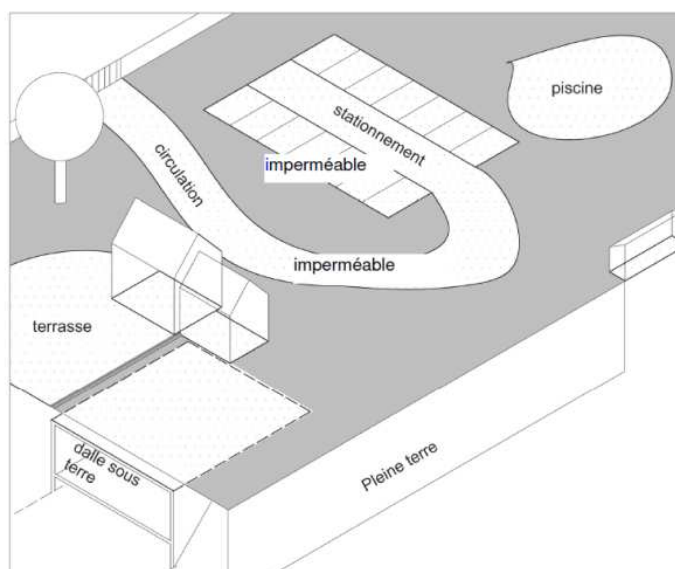 piscine
stationnement
circulation
imperméable
imperméable
terrasse
dalle sous
terre
Pleine terre